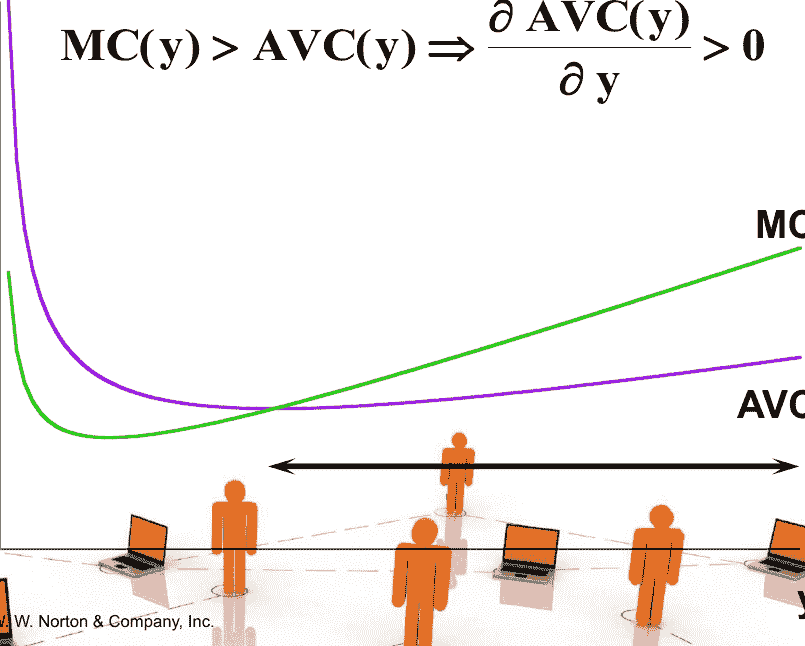 MC(y) > AVC(y) ⇒ ∂ AVC(y) / ∂ y > 0
MC
AVC
y
W. W. Norton & Company, Inc.